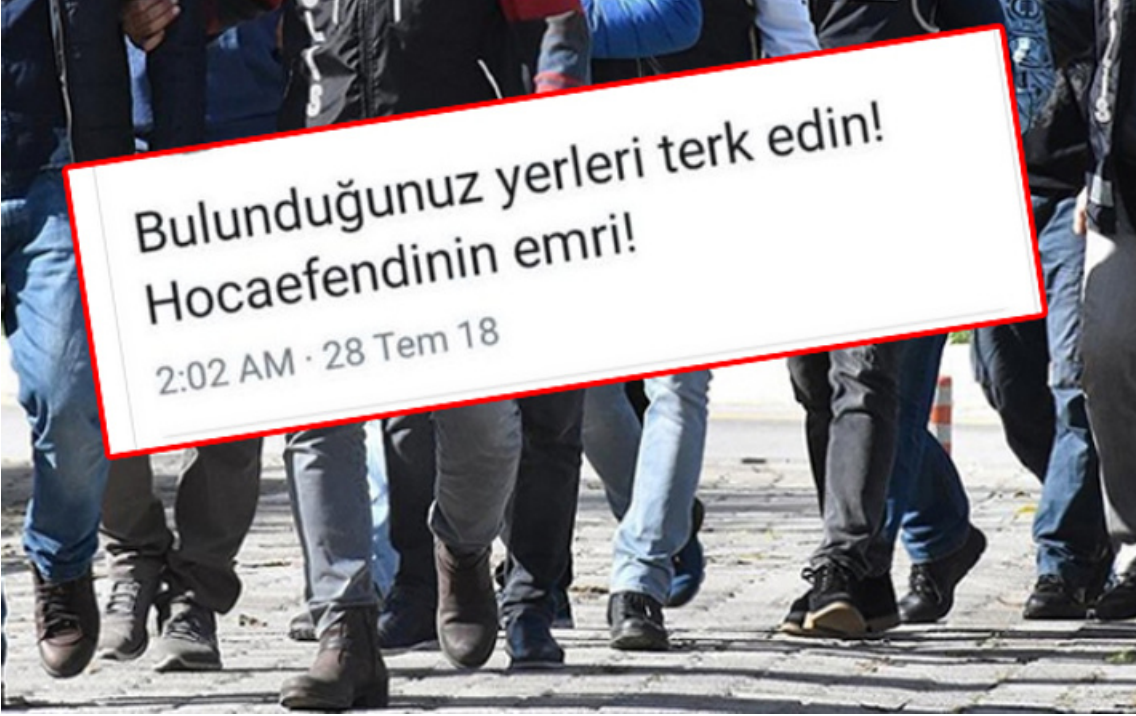 Bulunduğunuz yerleri terk edin!
Hocaefendinin emri!
2:02 AM · 28 Tem 18